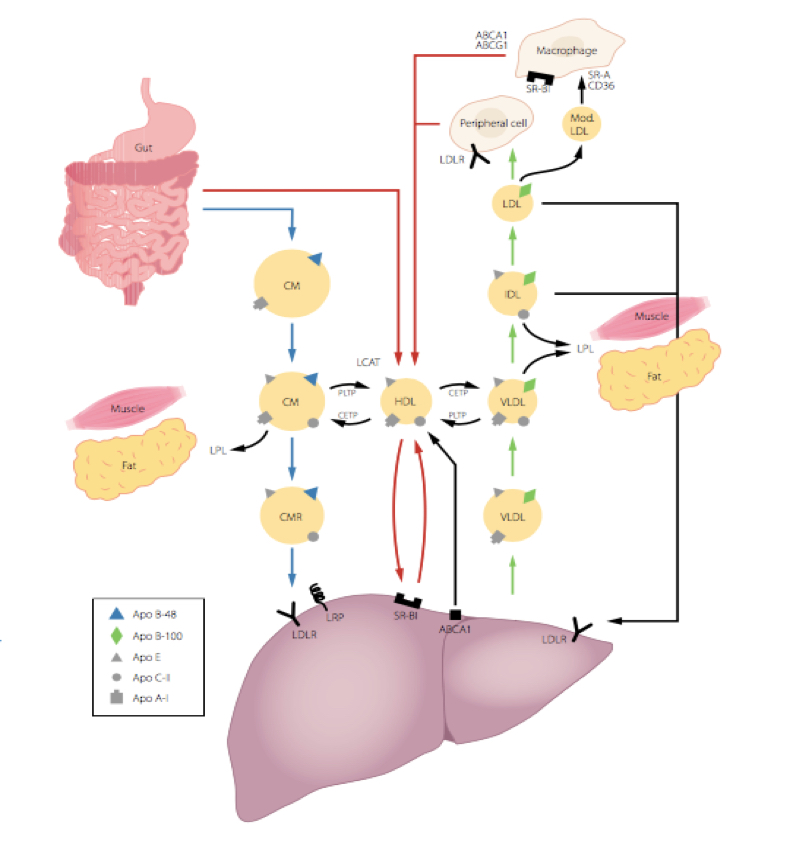 ABCA1
ABCG1
Macrophage
SR-BI
SR-A
CD36
Peripheral cell
Mod.
LDL
LDLR
Gut
LDL
CM
IDL
Muscle
LPL
Fat
LCAT
CM
PLTP
CETP
HDL
CETP
PLTP
VLDL
Muscle
Fat
LPL
CMR
VLDL
LDLR
LRP
SR-BI
ABCA1
LDLR
Apo B-48
Apo B-100
Apo E
Apo C-II
Apo A-I